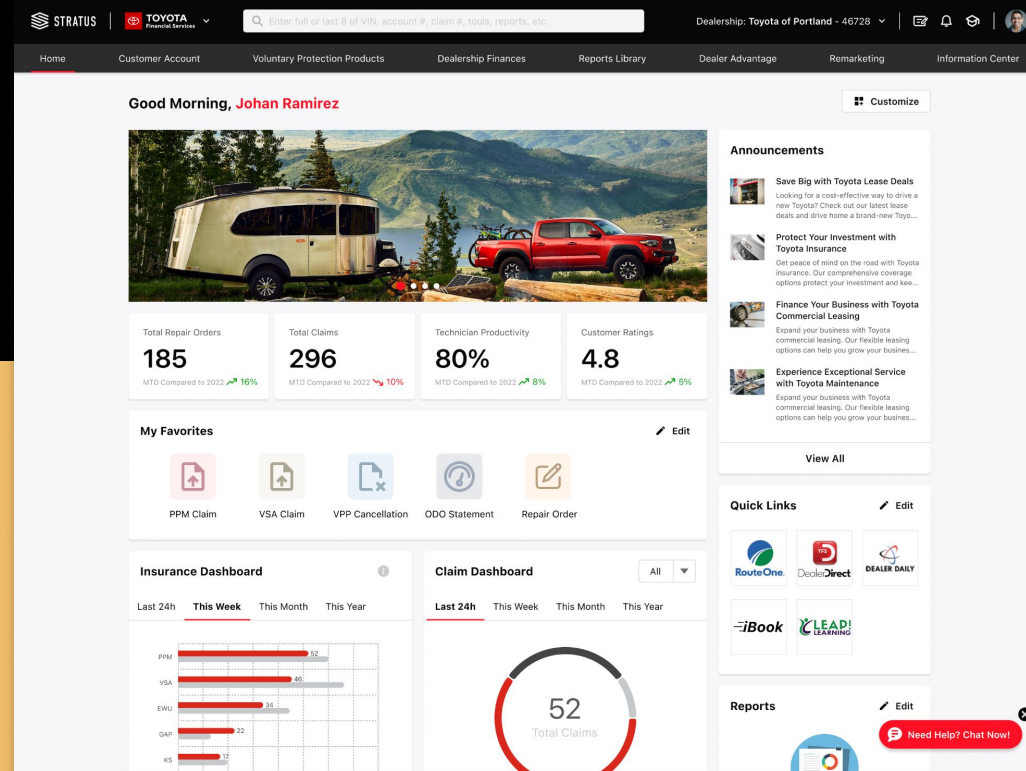 STRATUS
TOYOTA
Financial Services
Enter full or last 8 of VIN, account #, claim #, tools, reports, etc.
Dealership: Toyota of Portland - 46728
Home
Customer Account
Voluntary Protection Products
Dealership Finances
Reports Library
Dealer Advantage
Remarketing
Information Center
Good Morning, Johan Ramirez
Customize
Total Repair Orders
185
MTD Compared to 2022 16%
Total Claims
296
MTD Compared to 2022 10%
Technician Productivity
80%
MTD Compared to 2022 8%
Customer Ratings
4.8
MTD Compared to 2022 5%
My Favorites
Edit
PPM Claim
VSA Claim
VPP Cancellation
ODO Statement
Repair Order
Insurance Dashboard
Last 24h
This Week
This Month
This Year
PPM
52
VSA
46
EWU
34
GAP
22
KS
17
Claim Dashboard
All
Last 24h
This Week
This Month
This Year
52
Total Claims
Announcements
Save Big with Toyota Lease Deals
Looking for a cost-effective way to drive a
new Toyota? Check out our latest lease
deals and drive home a brand-new Toyo...
Protect Your Investment with
Toyota Insurance
Get peace of mind on the road with Toyota
insurance. Our comprehensive coverage
options protect your investment and kee...
Finance Your Business with Toyota
Commercial Leasing
Expand your business with Toyota
commercial leasing. Our flexible leasing
options can help you grow your busines...
Experience Exceptional Service
with Toyota Maintenance
Expand your business with Toyota
commercial leasing. Our flexible leasing
options can help you grow your busines...
View All
Quick Links
Edit
RouteOne.
TFS
DealerDirect
DEALER DAILY
iBook
LEAP!
LEARNING
Reports
Edit
Need Help? Chat Now!